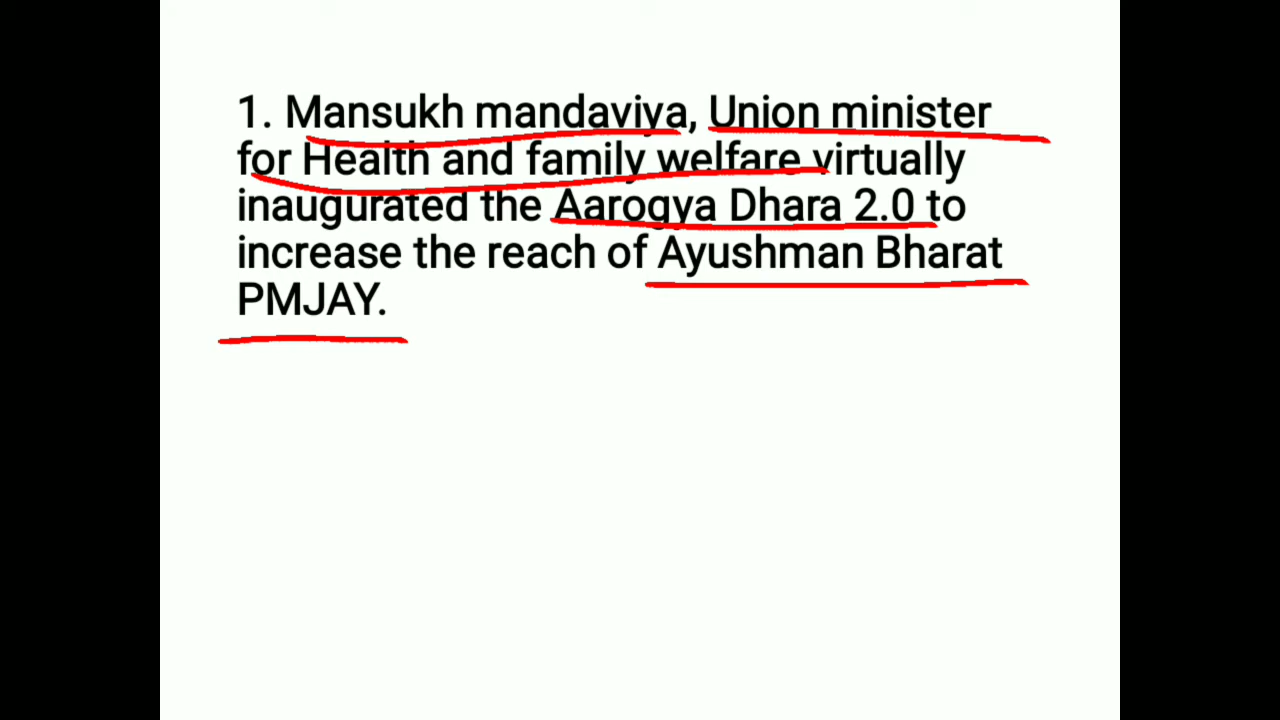 1. Mansukh mandaviya, Union minister
for Health and family welfare virtually
inaugurated the Aarogya Dhara 2.0 to
increase the reach of Ayushman Bharat
PMJAY.